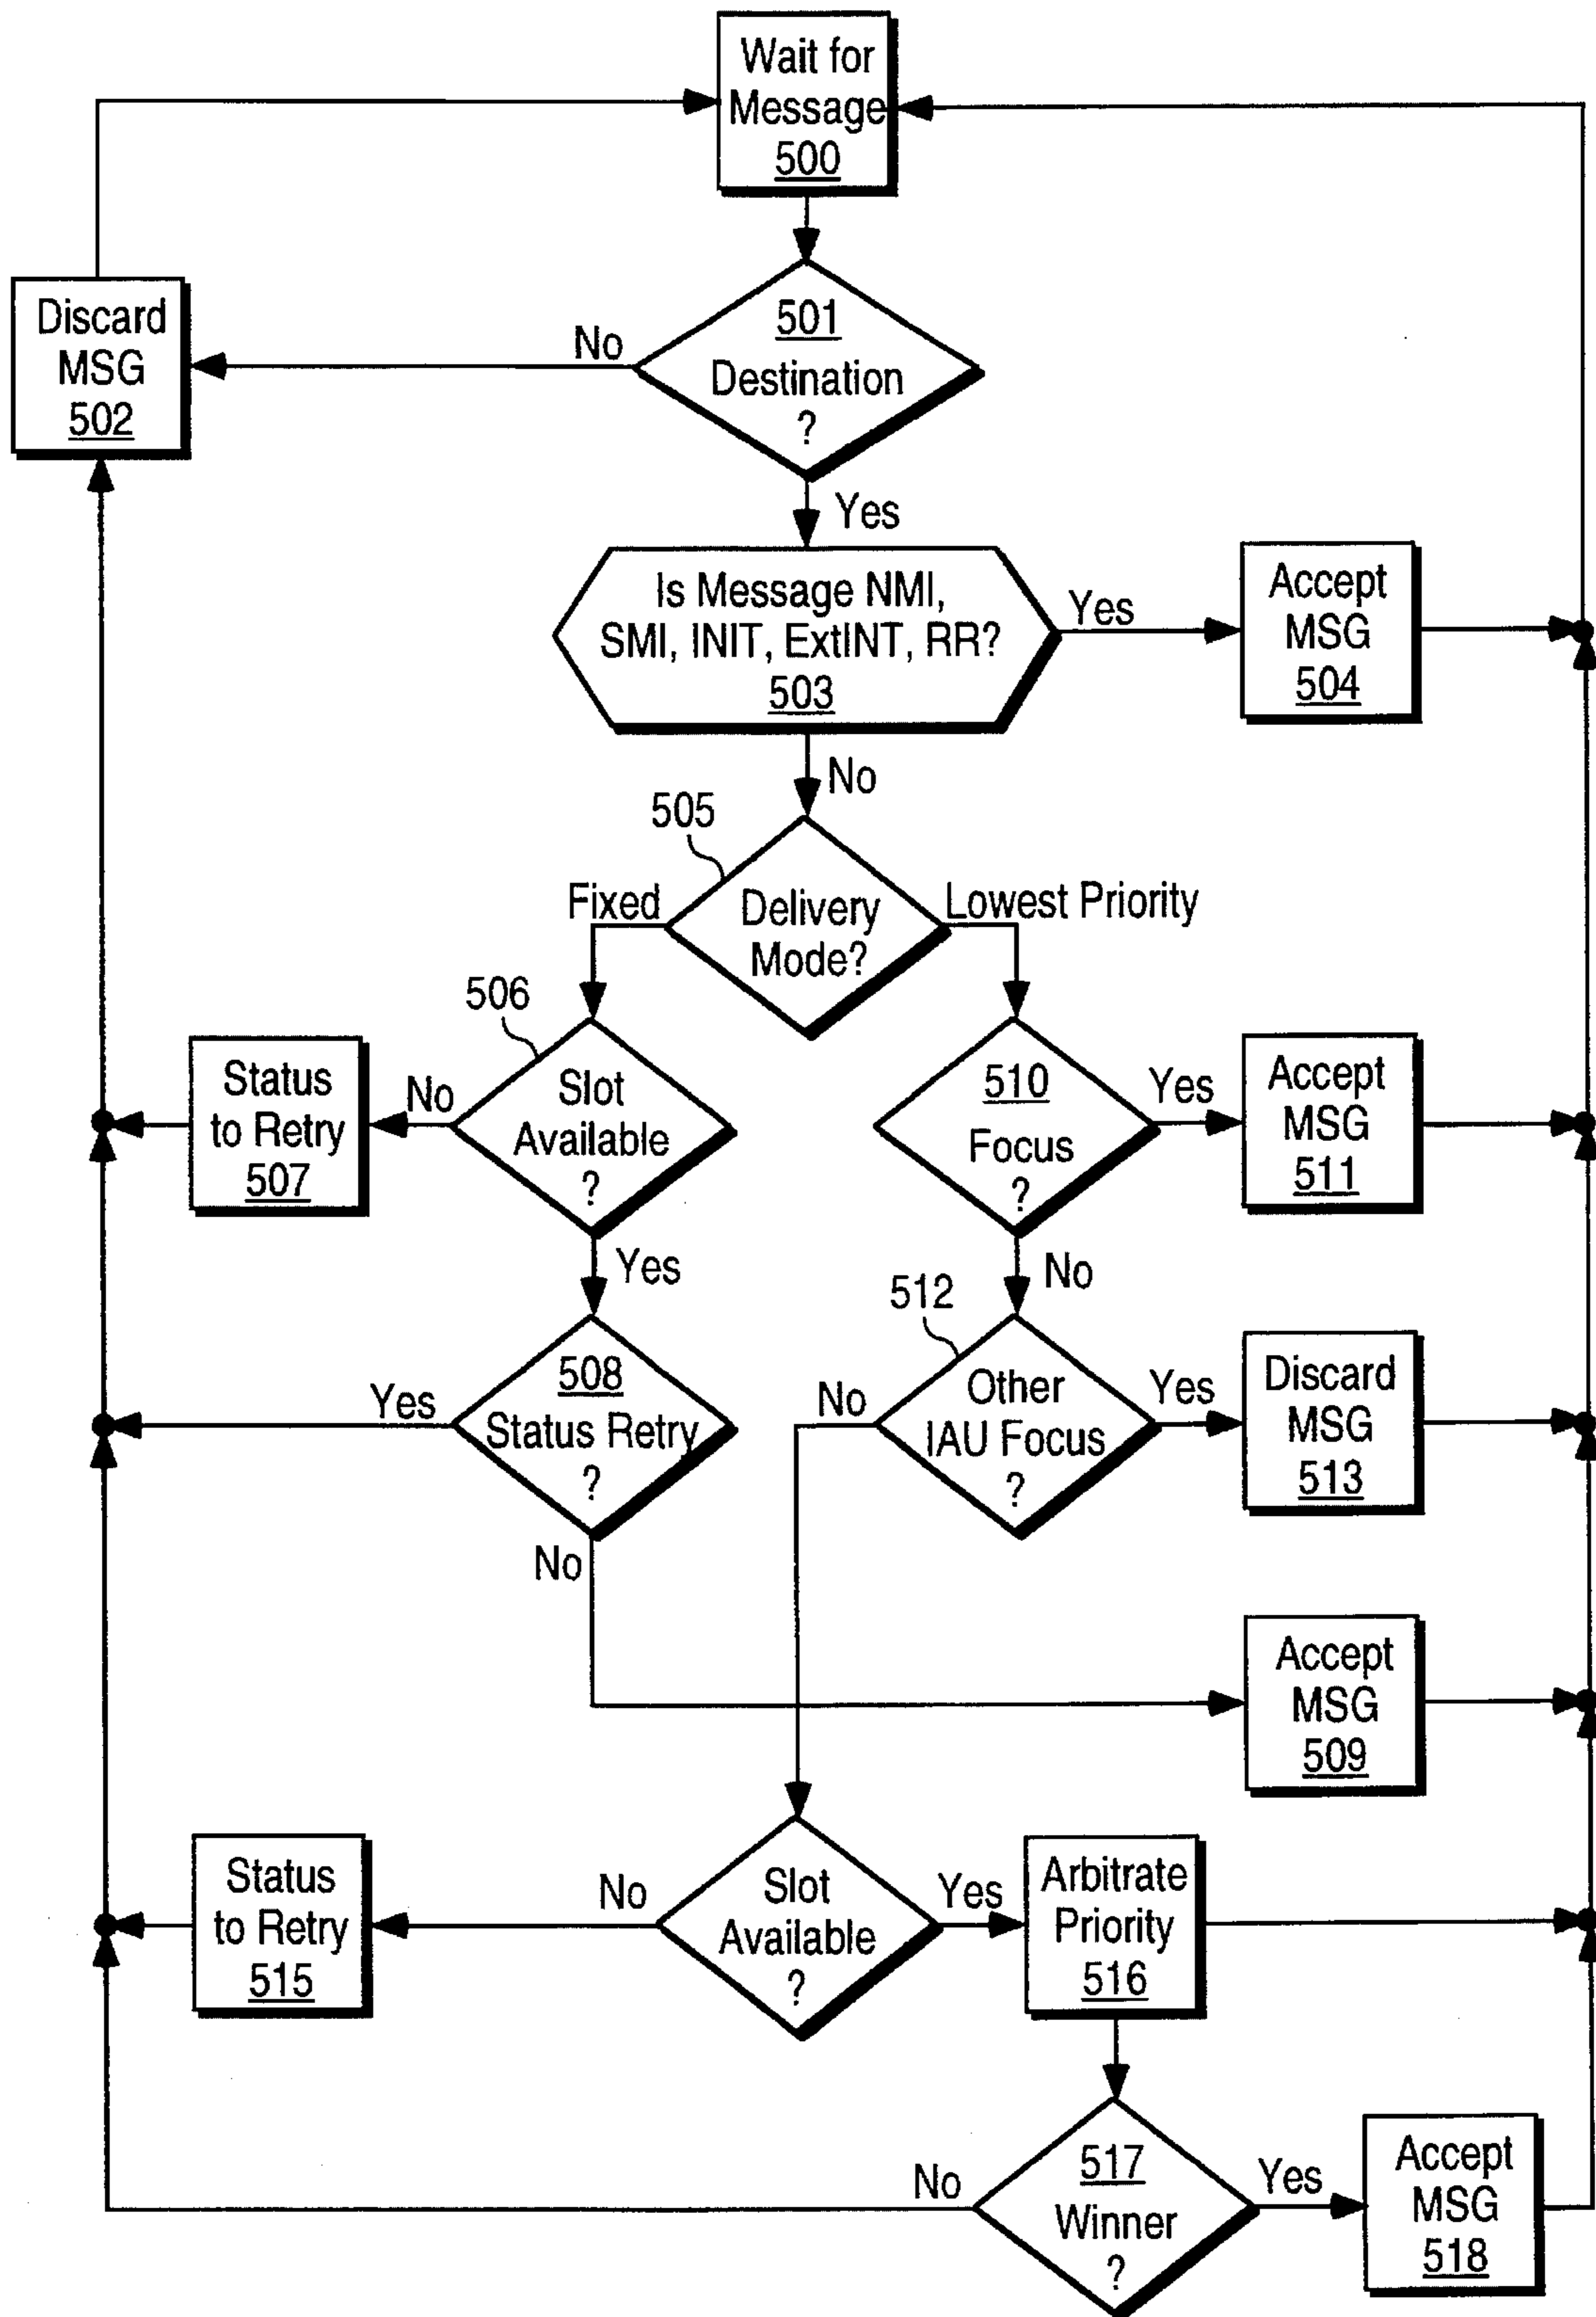 Wait for
Message
500
Discard
MSG
502
No
501
Destination
?
Yes
Is Message NMI,
SMI, INIT, ExtINT, RR?
503
Yes
Accept
MSG
504
No
505
Fixed
Delivery
Mode?
Lowest Priority
506
Status
to Retry
507
No
Slot
Available
?
510
Focus
?
Yes
Accept
MSG
511
Yes
No
512
Yes
508
Status Retry
?
No
Other
IAU Focus
?
Yes
Discard
MSG
513
No
Accept
MSG
509
Status
to Retry
515
No
Slot
Available
?
Yes
Arbitrate
Priority
516
No
517
Winner
?
Yes
Accept
MSG
518